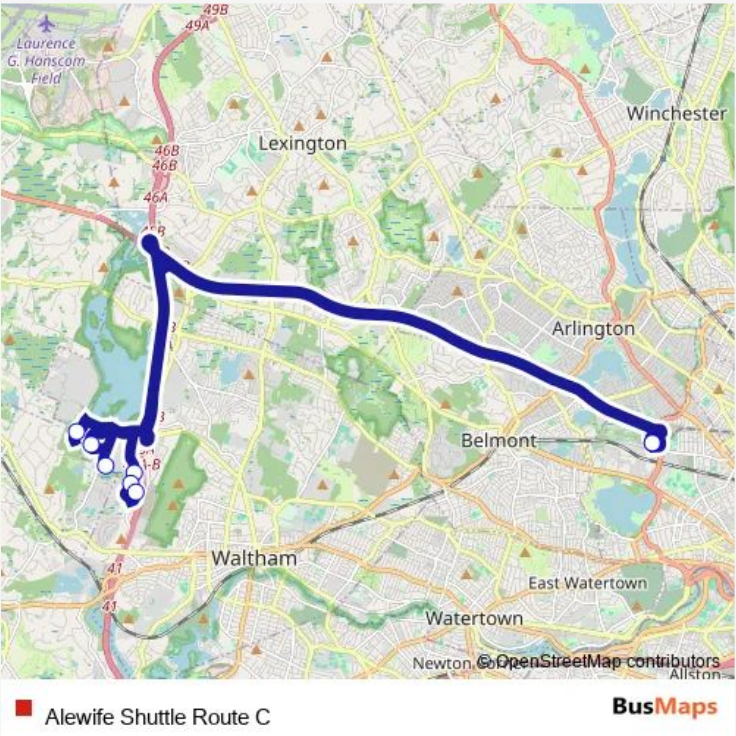 49B
49A
Laurence
G. Hanscom
Field
Winchester
Lexington
46B
46B
46A
Arlington
Belmont
Waltham
41
41
East Watertown
Watertown
© OpenStreetMap contributors
Allston
Alewife Shuttle Route C
BusMaps